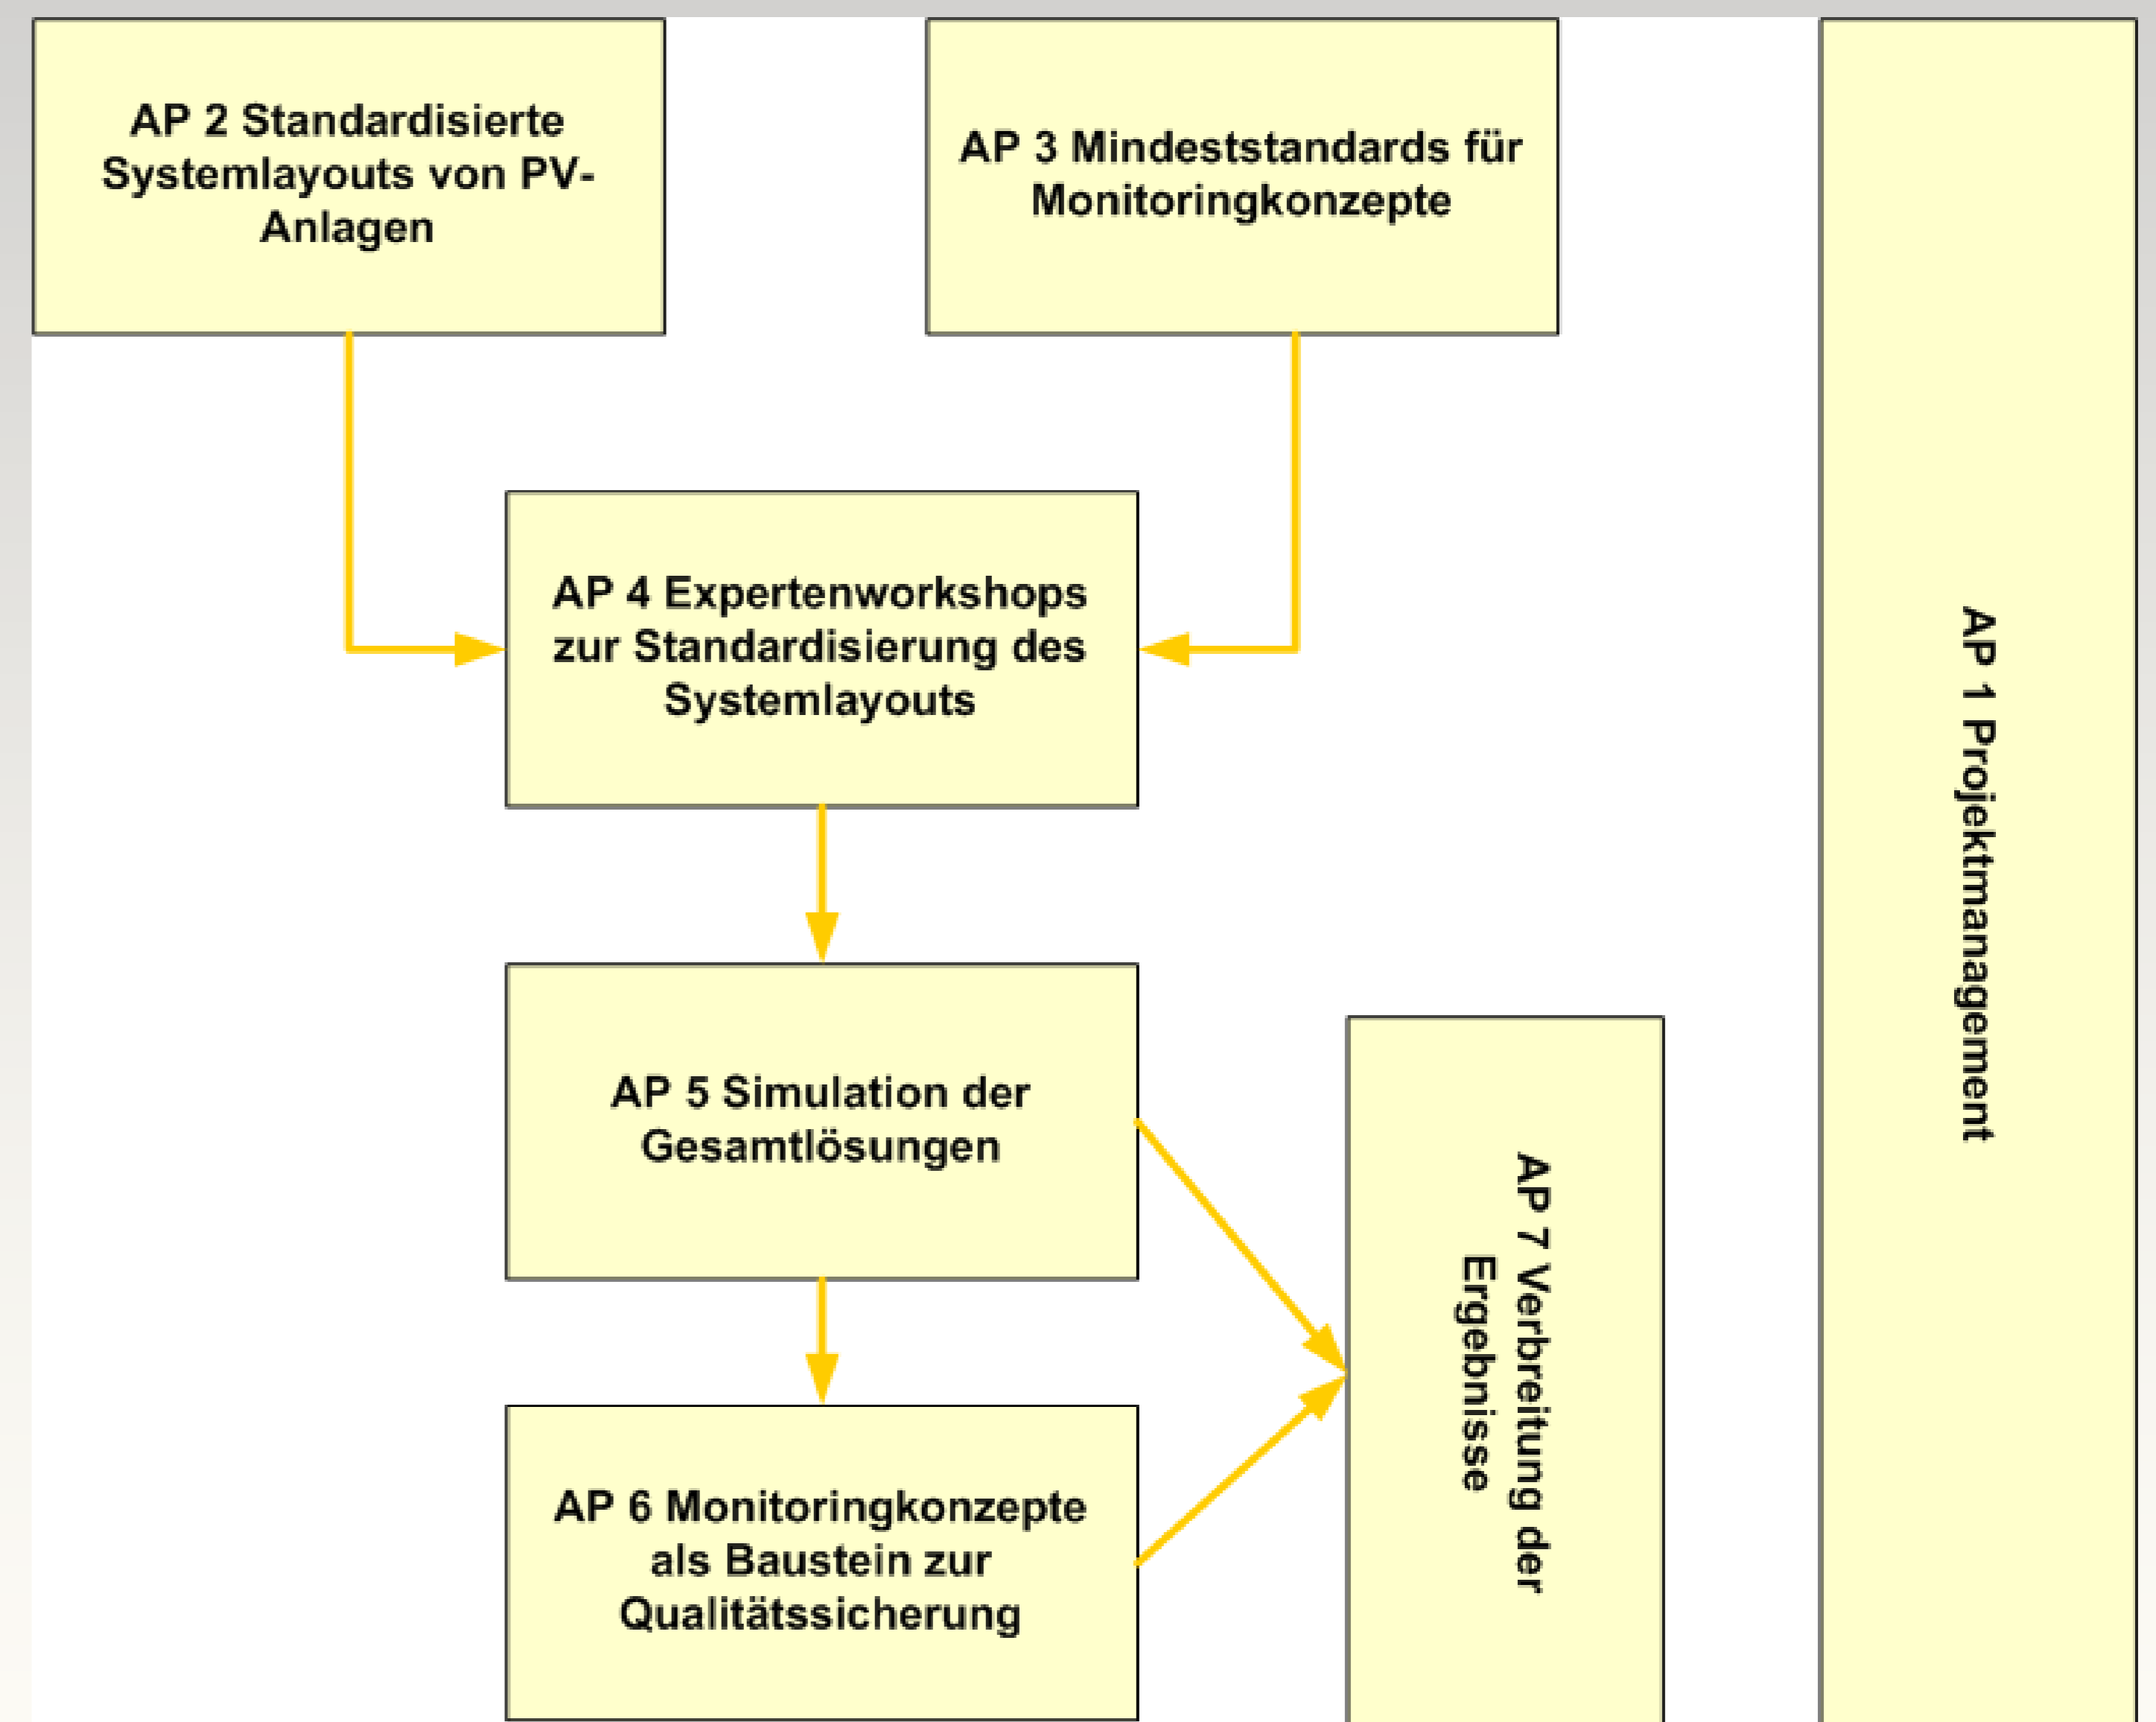 AP 2 Standardisierte
Systemlayouts von PV-
Anlagen
AP 3 Mindeststandards für
Monitoringkonzepte
AP 4 Expertenworkshops
zur Standardisierung des
Systemlayouts
AP 5 Simulation der
Gesamtlösungen
AP 6 Monitoringkonzepte
als Baustein zur
Qualitätssicherung
AP 7 Verbreitung der
Ergebnisse
AP 1 Projektmanagement